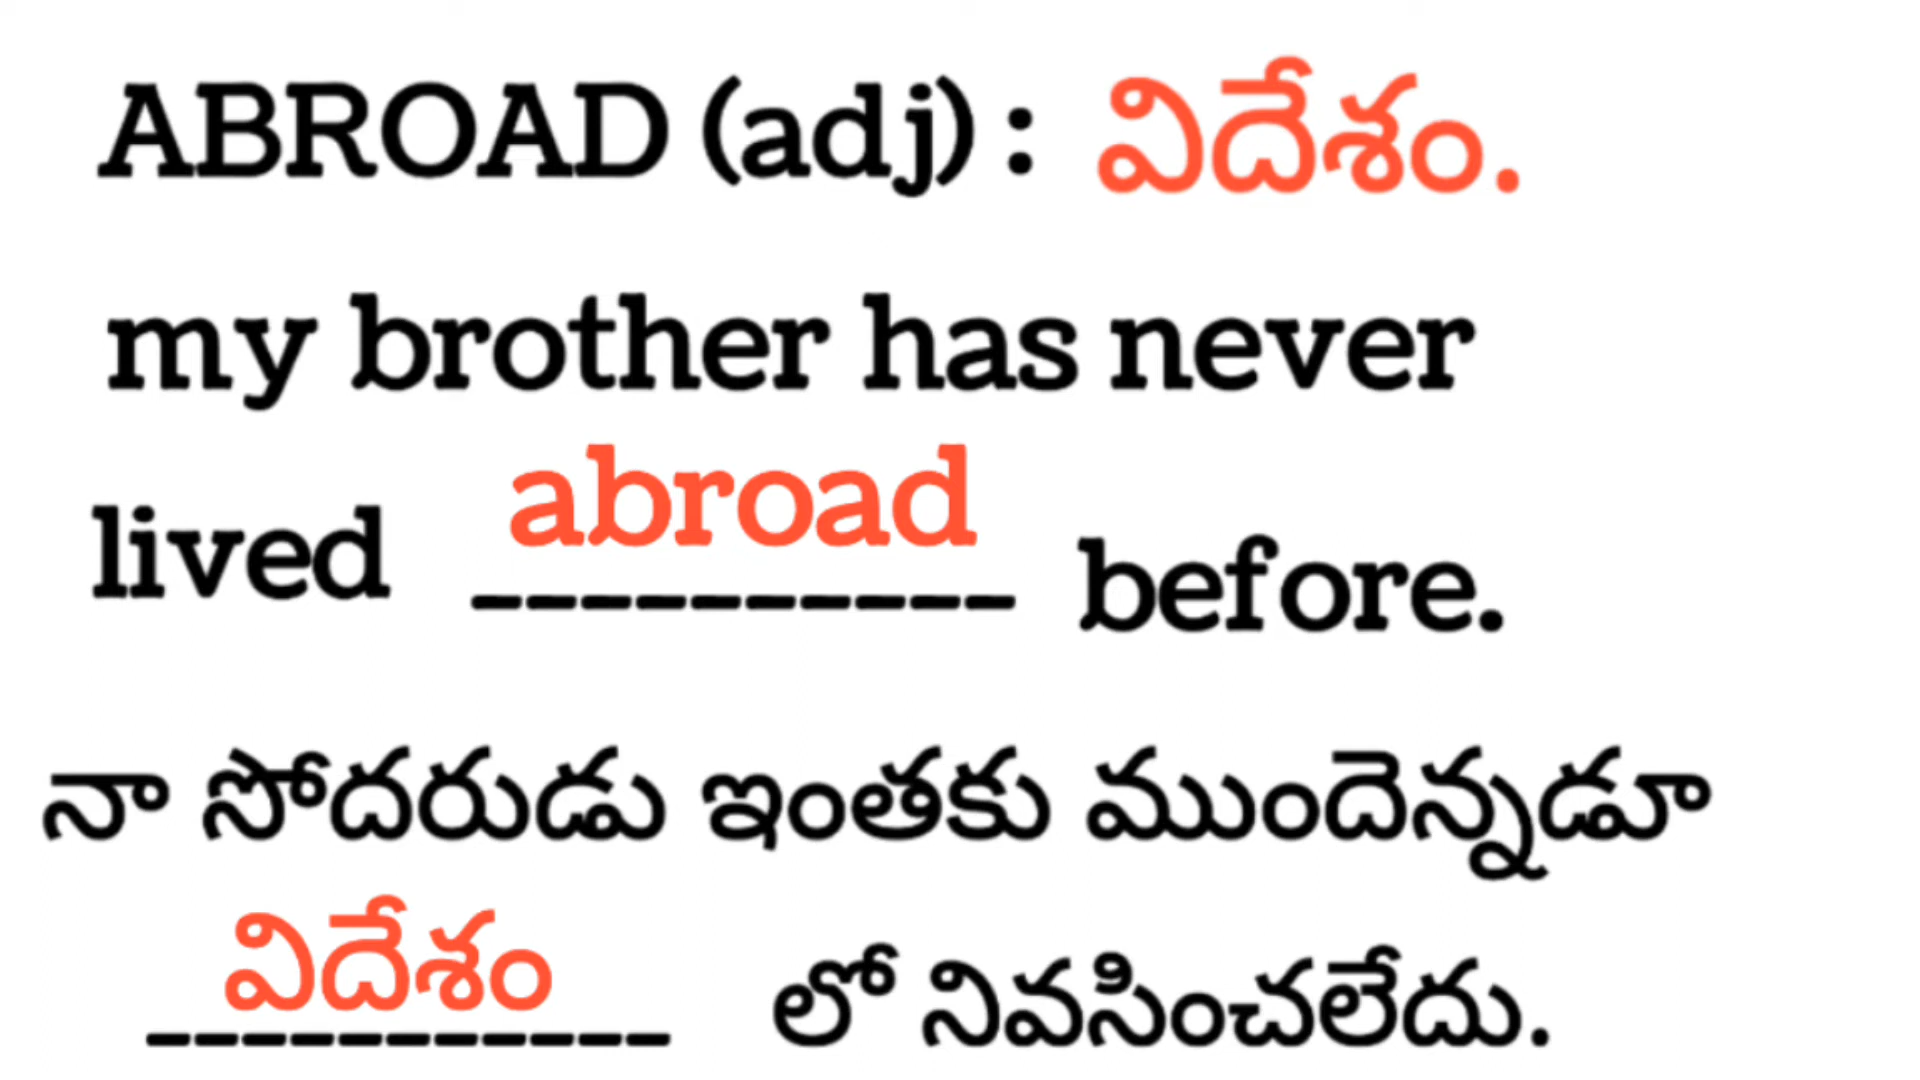 ABROAD (adj) : విదేశం.
my brother has never
lived abroad before.
నా సోదరుడు ఇంతకు ముందెన్నడూ
విదేశం లో నివసించలేదు.